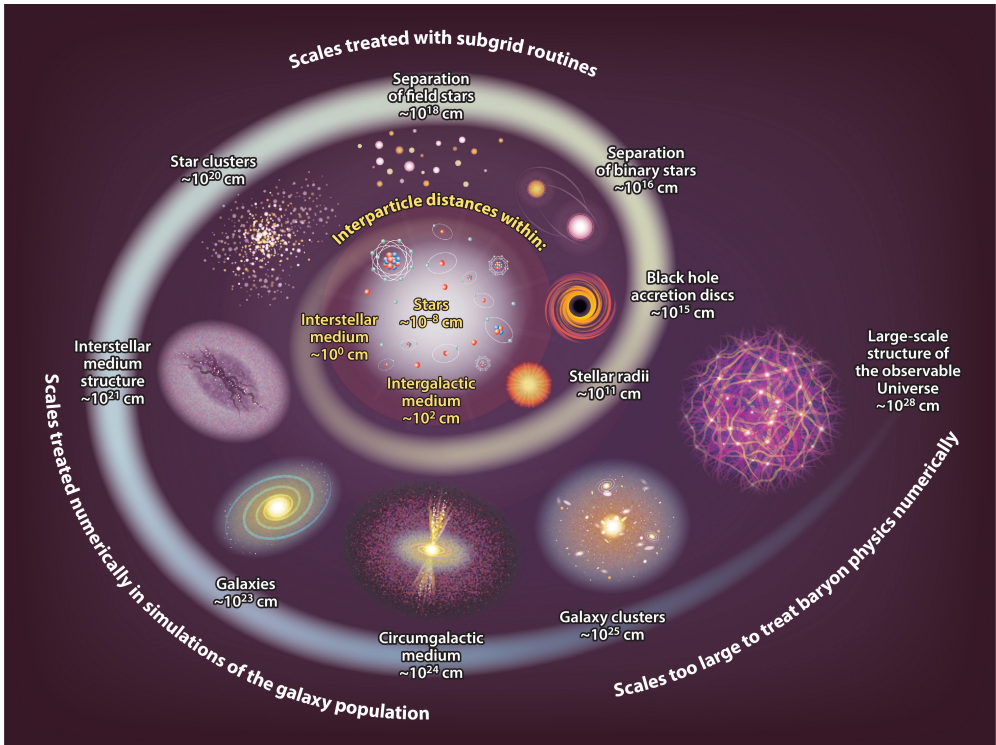 Scales treated with subgrid routines
Separation
of field stars
~10¹⁸ cm
Separation
of binary stars
~10¹⁶ cm
Star clusters
~10²⁰ cm
Interparticle distances within:
Black hole
accretion discs
~10¹⁵ cm
Stars
~10⁻⁸ cm
Interstellar
medium
~10⁰ cm
Intergalactic
medium
~10² cm
Stellar radii
~10¹¹ cm
Interstellar
medium
structure
~10²¹ cm
Large-scale
structure of
the observable
Universe
~10²⁸ cm
Galaxies
~10²³ cm
Circumgalactic
medium
~10²⁴ cm
Galaxy clusters
~10²⁵ cm
Scales treated numerically in simulations of the galaxy population
Scales too large to treat baryon physics numerically